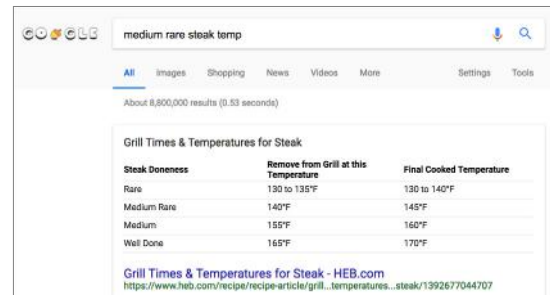 GOOGLE
medium rare steak temp
All Images Shopping News Videos More Settings Tools
About 8,800,000 results (0.53 seconds)
Grill Times & Temperatures for Steak
Steak Doneness Remove from Grill at this Temperature Final Cooked Temperature
Rare 130 to 135°F 130 to 140°F
Medium Rare 140°F 145°F
Medium 155°F 160°F
Well Done 165°F 170°F
Grill Times & Temperatures for Steak - HEB.com
https://www.heb.com/recipe/recipe-article/grill...temperatures...steak/1392677044707